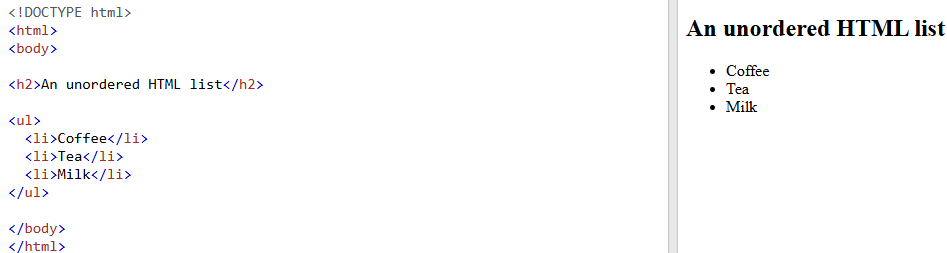 <!DOCTYPE html>
<html>
<body>
<h2>An unordered HTML list</h2>
<ul>
  <li>Coffee</li>
  <li>Tea</li>
  <li>Milk</li>
</ul>
</body>
</html>
An unordered HTML list
• Coffee
• Tea
• Milk